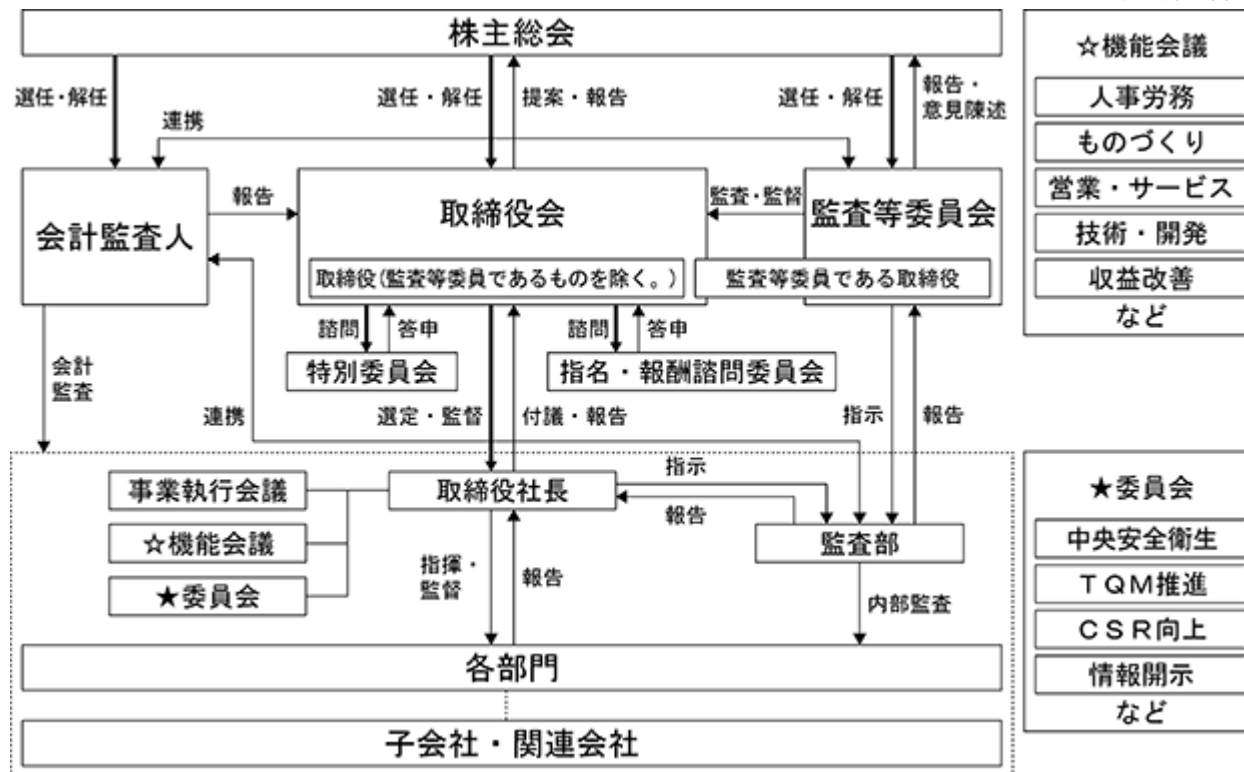 株主総会
選任・解任
選任・解任
提案・報告
選任・解任
報告・
意見陳述
連携
会計監査人
報告
取締役会
監査・監督
監査等委員会
取締役(監査等委員であるものを除く。)
監査等委員である取締役
諮問
答申
諮問
答申
特別委員会
指名・報酬諮問委員会
会計
監査
連携
選定・監督
付議・報告
指示
報告
事業執行会議
取締役社長
指示
報告
☆機能会議
監査部
★委員会
指揮・
監督
報告
内部監査
各部門
子会社・関連会社
☆機能会議
人事労務
ものづくり
営業・サービス
技術・開発
収益改善
など
★委員会
中央安全衛生
TQM推進
CSR向上
情報開示
など